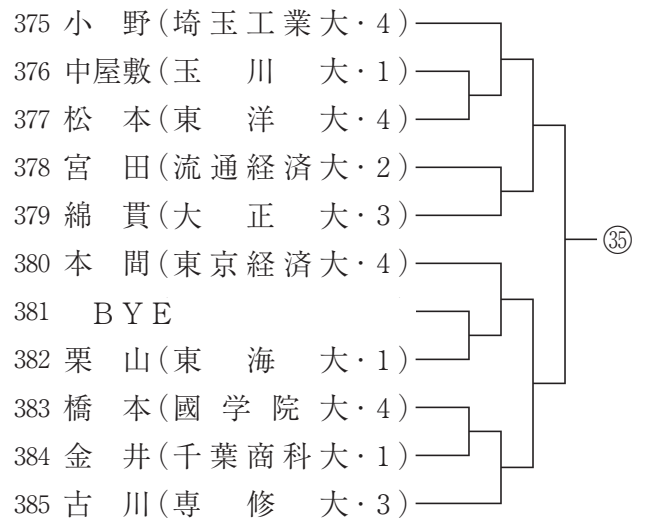 375 小野(埼玉工業大・4)
376 中屋敷(玉川大・1)
377 松本(東洋大・4)
378 宮田(流通経済大・2)
379 綿貫(大正大・3)
380 本間(東京経済大・4)
381 BYE
382 栗山(東海大・1)
383 橋本(國学院大・4)
384 金井(千葉商科大・1)
385 古川(専修大・3)
㉟